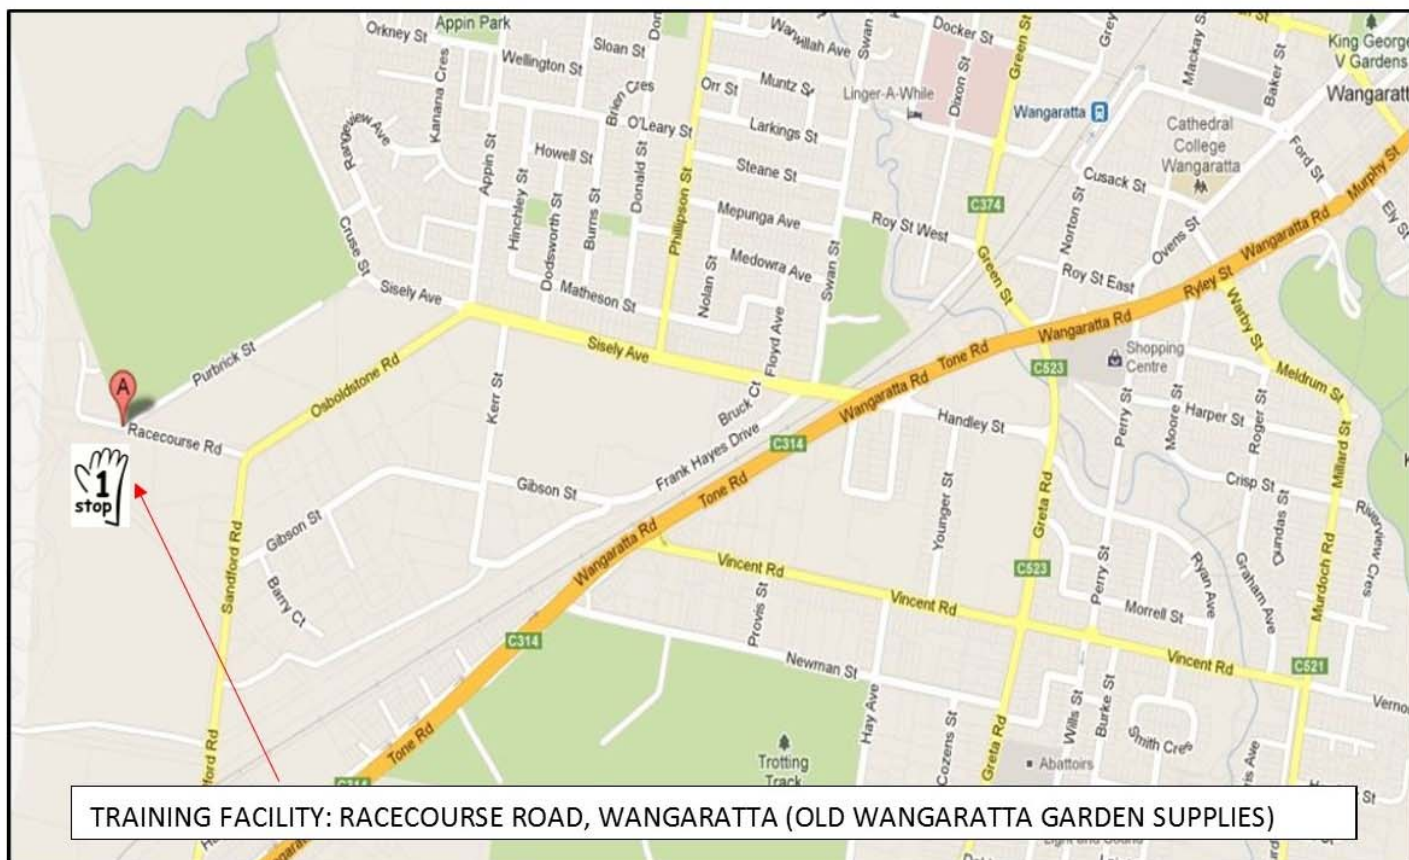 Appin Park
Orkney St
Wellington St
Sloan St
Brien Cres
Kanana Cres
Rangeview Ave
O'Leary St
Howell St
Appin St
Hinchley St
Dodsworth St
Burns St
Donald St
Phillipson St
Orr St
Muntz St
Larkings St
Steane St
Mepunga Ave
Medowra Ave
Nolan St
Floyd Ave
Swan St
Swan St
Linger-A-While
Docker St
Dixon St
Green St
Wangaratta
Mackay St
Baker St
King George
V Gardens
Cathedral
College
Wangaratta
Ford St
Ely St
Murphy St
Cusack St
Norton St
C374
Roy St West
Green St
Roy St East
Ovens St
Wangaratta Rd
Ryley St
Warby St
Wangaratta Rd
Tone Rd
Wangaratta Rd
C523
Shopping
Centre
Meldrum St
Harper St
Perry St
Moore St
Roger St
Millard St
Crisp St
Dundas St
Riverview Cres
Graham Ave
Ryan Ave
Murdoch Rd
Cruse St
Sisely Ave
Matheson St
Sisely Ave
Purbrick St
Osboldstone Rd
Kerr St
Bruck Ct
Frank Hayes Drive
C314
Handley St
Younger St
Greta Rd
A
Racecourse Rd
1
stop
Gibson St
Gibson St
Barry Ct
Sandford Rd
Tone Rd
Wangaratta Rd
Vincent Rd
Vincent Rd
Provis St
C523
Perry St
Morrell St
Vincent Rd
C521
C314
Newman St
Hay Ave
Cozens St
Wills St
Burke St
Smith Cres
Greta Rd
Abattoirs
Trotting
Track
Tone Rd
C314
TRAINING FACILITY: RACECOURSE ROAD, WANGARATTA (OLD WANGARATTA GARDEN SUPPLIES)